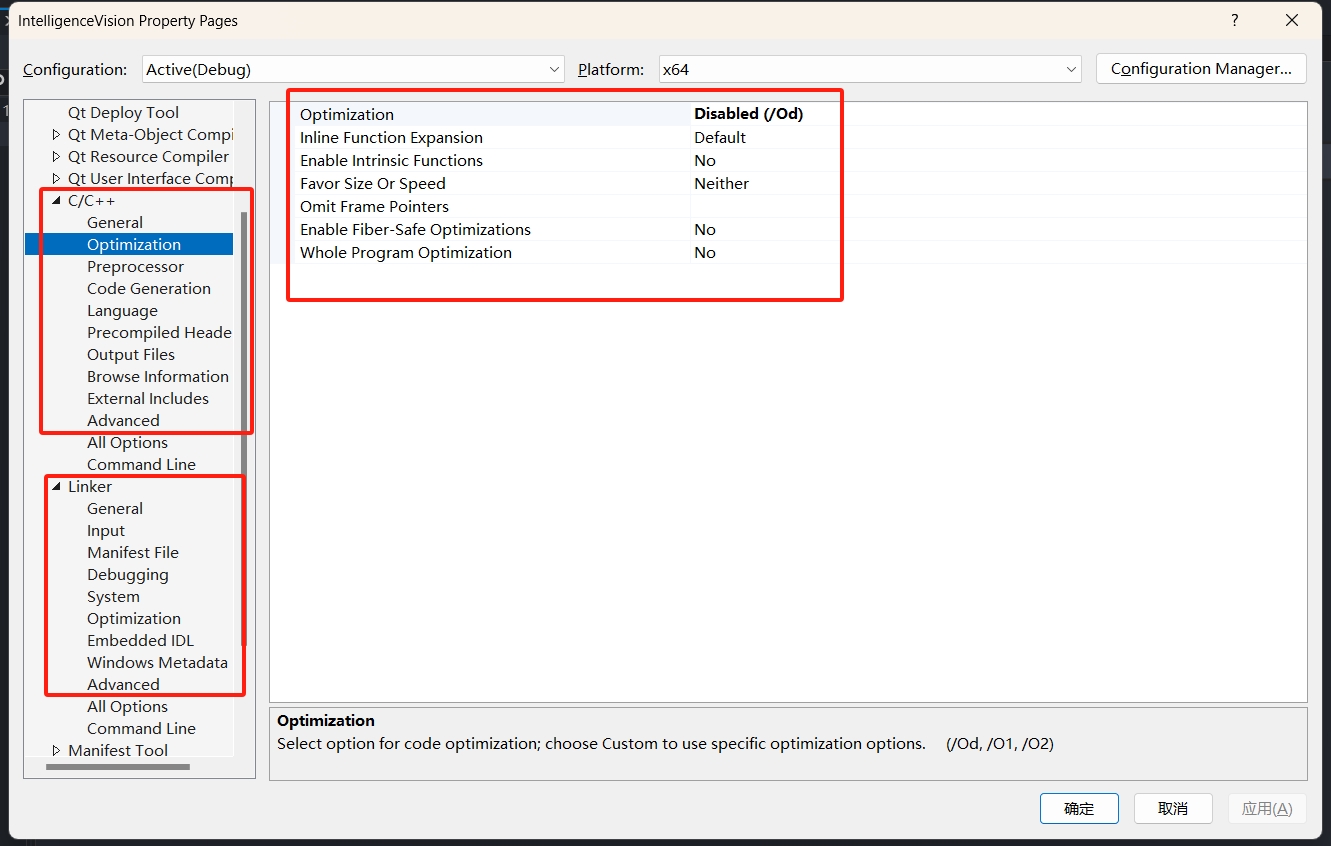 IntelligenceVision Property Pages
?
Configuration:
Active(Debug)
Platform:
x64
Configuration Manager...
Qt Deploy Tool
Qt Meta-Object Compi
Qt Resource Compiler
Qt User Interface Comp
C/C++
General
Optimization
Preprocessor
Code Generation
Language
Precompiled Heade
Output Files
Browse Information
External Includes
Advanced
All Options
Command Line
Linker
General
Input
Manifest File
Debugging
System
Optimization
Embedded IDL
Windows Metadata
Advanced
All Options
Command Line
Manifest Tool
Optimization Disabled (/Od)
Inline Function Expansion Default
Enable Intrinsic Functions No
Favor Size Or Speed Neither
Omit Frame Pointers
Enable Fiber-Safe Optimizations No
Whole Program Optimization No
Optimization
Select option for code optimization; choose Custom to use specific optimization options. (/Od, /O1, /O2)
确定
取消
应用(A)